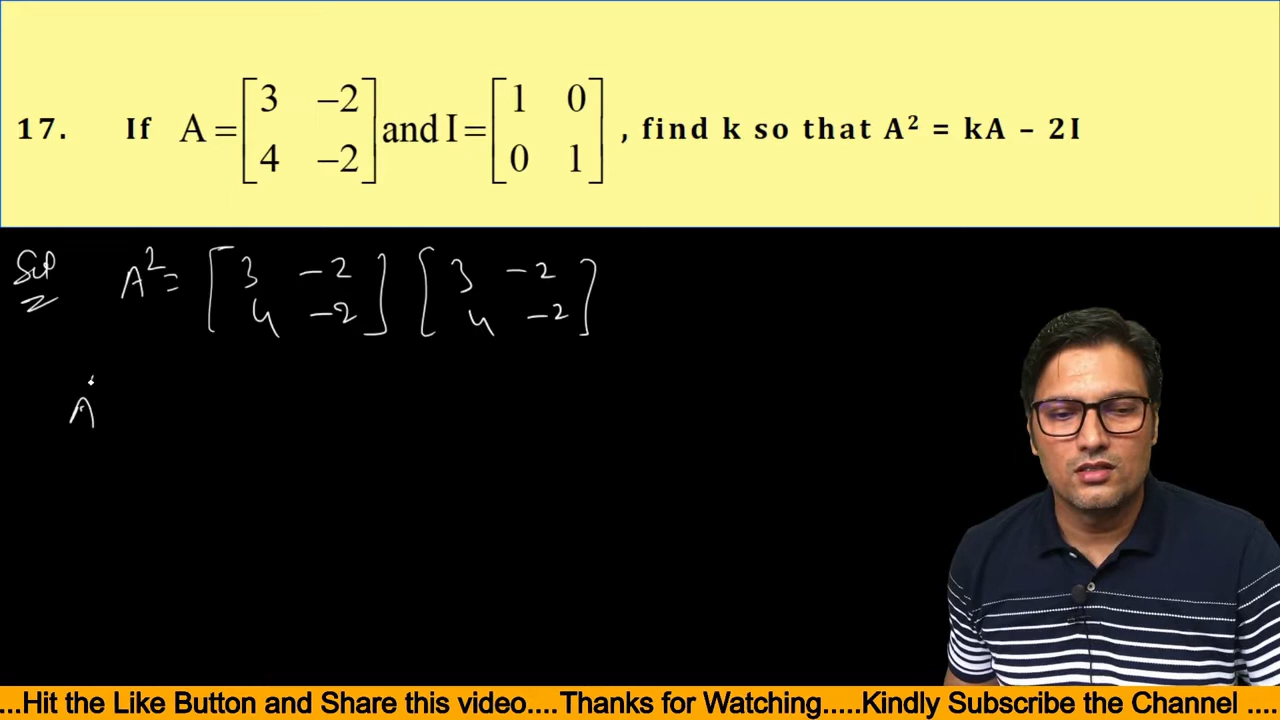 17. If A = [3 −2 4 −2] and I = [1 0 0 1] , find k so that A² = kA – 2I
Sol A² = [3 −2 4 −2] [3 −2 4 −2]
A
...Hit the Like Button and Share this video....Thanks for Watching.....Kindly Subscribe the Channel ....